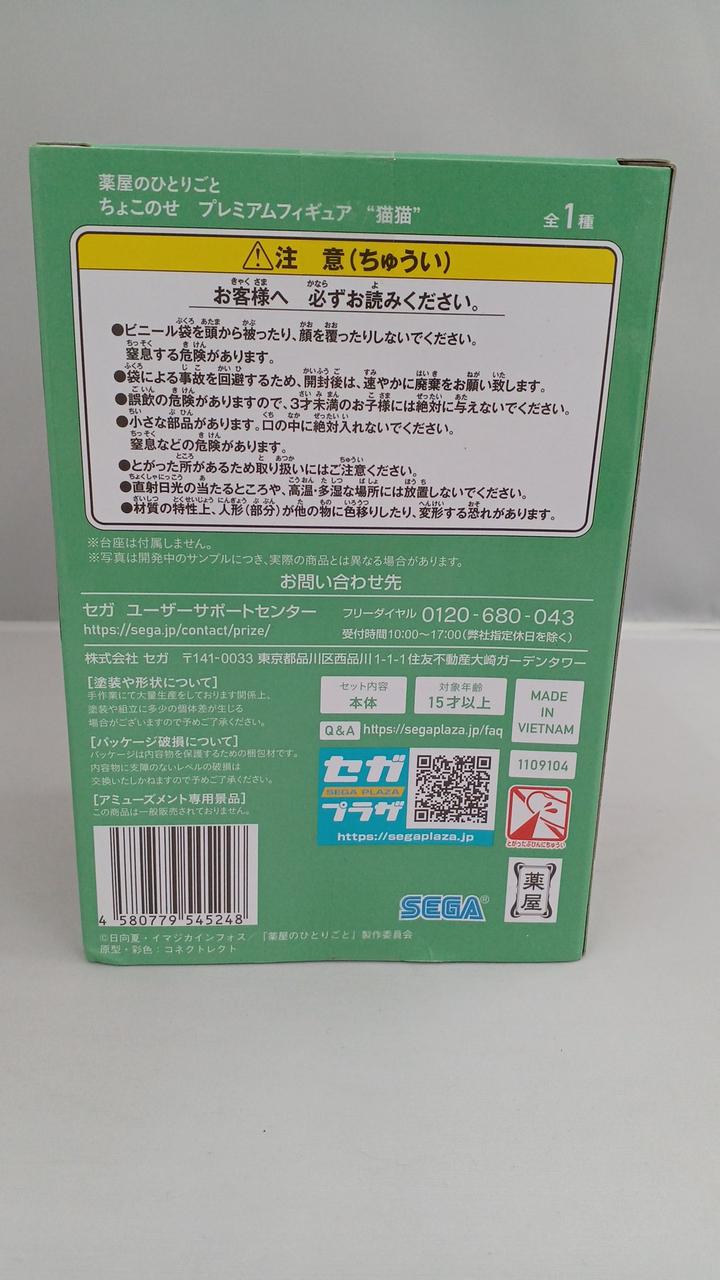 薬屋のひとりごと
ちょこのせ プレミアムフィギュア “猫猫”
全1種
注 意(ちゅうい)
お客様へ 必ずお読みください。
●ビニール袋を頭から被ったり、顔を覆ったりしないでください。
窒息する危険があります。
●袋による事故を回避するため、開封後は、速やかに廃棄をお願い致します。
●誤飲の危険がありますので、3才未満のお子様には絶対に与えないでください。
●小さな部品があります。口の中に絶対入れないでください。
窒息などの危険があります。
●とがった所があるため取り扱いにはご注意ください。
●直射日光の当たるところや、高温・多湿な場所には放置しないでください。
●材質の特性上、人形(部分)が他の物に色移りしたり、変形する恐れがあります。
※台座は付属しません。
※写真は開発中のサンプルにつき、実際の商品とは異なる場合があります。
お問い合わせ先
セガ ユーザーサポートセンター
https://sega.jp/contact/prize/
フリーダイヤル 0120-680-043
受付時間10:00～17:00(弊社指定休日を除く)
株式会社 セガ 〒141-0033 東京都品川区西品川1-1-1住友不動産大崎ガーデンタワー
[塗装や形状について]
手作業にて大量生産をしております関係上、
塗装や組立に多少の個体差が生じる
場合がございますので予めご了承ください。
[パッケージ破損について]
パッケージは内容物を保護するための梱包材です。
内容物に支障のないレベルの破損は
交換いたしかねますので予めご了承ください。
[アミューズメント専用景品]
この商品は一般販売されておりません。
セット内容
本体
対象年齢
15才以上
MADE
IN
VIETNAM
Q&A https://segaplaza.jp/faq
1109104
セガ
SEGA PLAZA
プラザ
https://segaplaza.jp
とがったぶひんにちゅうい
薬屋
SEGA®
4 580779 545248
©日向夏・イマジカインフォス/「薬屋のひとりごと」製作委員会
原型・彩色:コネクトレクト